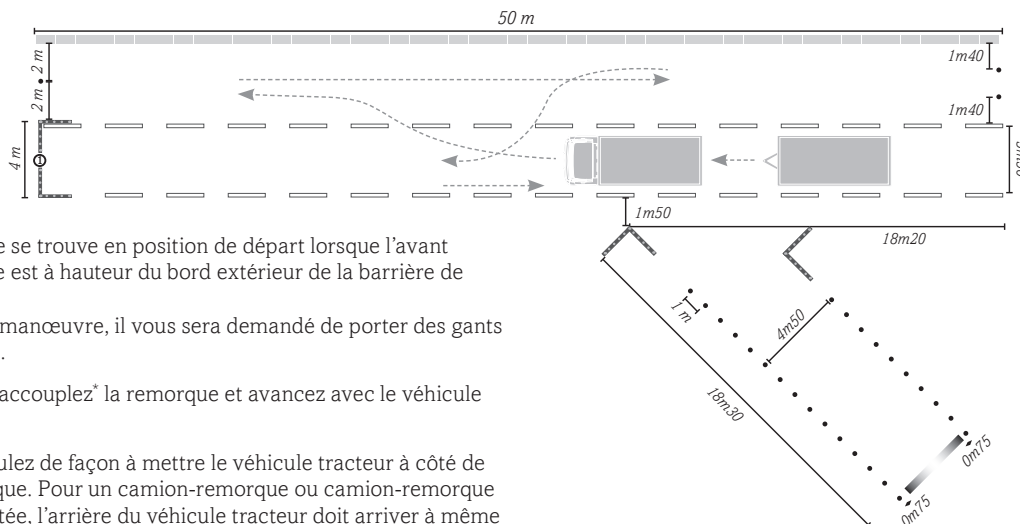 50 m
2 m
1m40
2 m
1m40
4 m
1
3m50
1m50
18m20
e se trouve en position de départ lorsque l'avant
e est à hauteur du bord extérieur de la barrière de
manœuvre, il vous sera demandé de porter des gants
.
1 m
4m50
accouplez* la remorque et avancez avec le véhicule
18m30
ulez de façon à mettre le véhicule tracteur à côté de
que. Pour un camion-remorque ou camion-remorque
tée, l'arrière du véhicule tracteur doit arriver à même
0m75
0m75